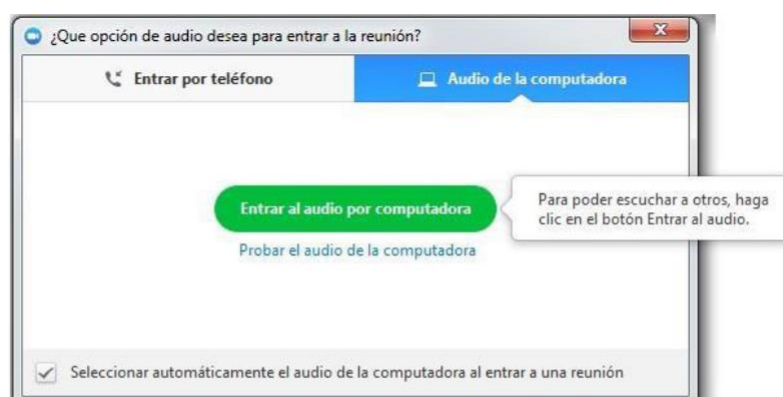 ¿Que opción de audio desea para entrar a la reunión?
Entrar por teléfono
Audio de la computadora
Entrar al audio por computadora
Para poder escuchar a otros, haga
clic en el botón Entrar al audio.
Probar el audio de la computadora
Seleccionar automáticamente el audio de la computadora al entrar a una reunión